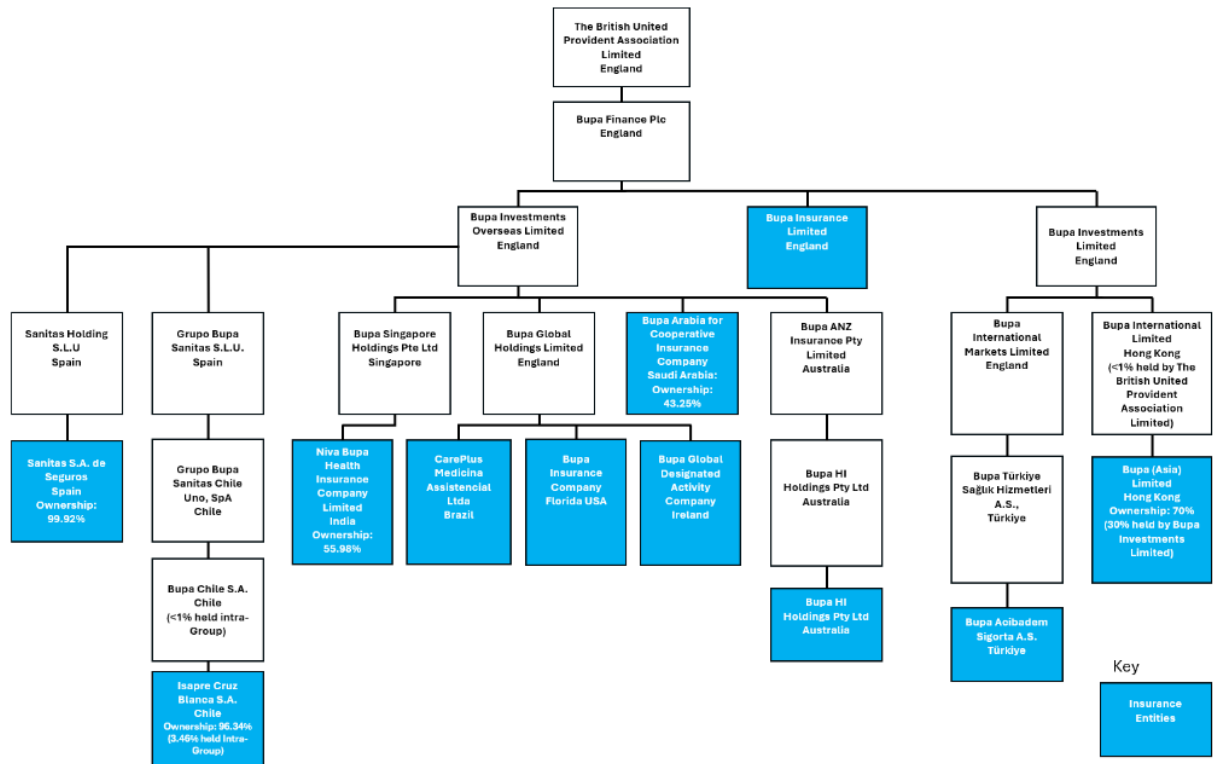 The British United
Provident Association
Limited
England
Bupa Finance Plc
England
Bupa Investments
Overseas Limited
England
Bupa Insurance
Limited
England
Bupa Investments
Limited
England
Sanitas Holding
S.L.U
Spain
Grupo Bupa
Sanitas S.L.U.
Spain
Bupa Singapore
Holdings Pte Ltd
Singapore
Bupa Global
Holdings Limited
England
Bupa Arabia for
Cooperative
Insurance
Company
Saudi Arabia:
Ownership:
43.25%
Bupa ANZ
Insurance Pty
Limited
Australia
Bupa
International
Markets Limited
England
Bupa International
Limited
Hong Kong
(<1% held by The
British United
Provident
Association
Limited)
Sanitas S.A. de
Seguros
Spain
Ownership:
99.92%
Grupo Bupa
Sanitas Chile
Uno, SpA
Chile
Niva Bupa
Health
Insurance
Company
Limited
India
Ownership:
55.98%
CarePlus
Medicina
Assistencial
Ltda
Brazil
Bupa
Insurance
Company
Florida USA
Bupa Global
Designated
Activity
Company
Ireland
Bupa HI
Holdings Pty Ltd
Australia
Bupa Türkiye
Sağlık Hizmetleri
A.S.,
Türkiye
Bupa (Asia)
Limited
Hong Kong
Ownership: 70%
(30% held by Bupa
Investments
Limited)
Bupa Chile S.A.
Chile
(<1% held intra-
Group)
Bupa HI
Holdings Pty Ltd
Australia
Bupa Acibadem
Sigorta A.S.
Türkiye
Isapre Cruz
Blanca S.A.
Chile
Ownership: 96.34%
(3.46% held Intra-
Group)
Key
Insurance
Entities